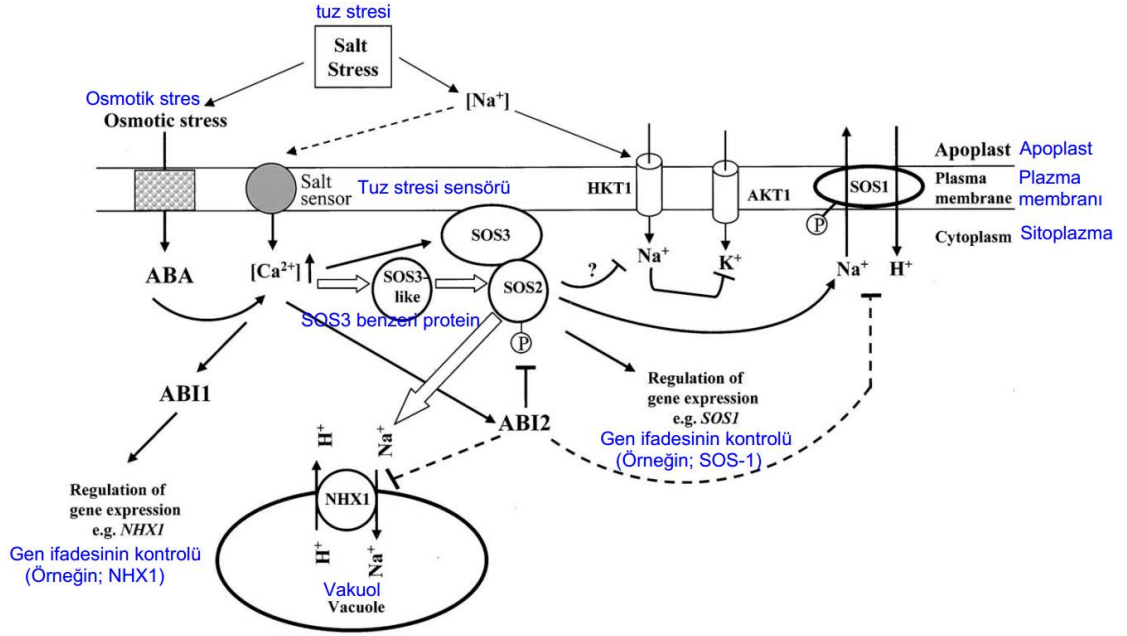 tuz stresi
Salt
Stress
Osmotik stres
Osmotic stress
[Na⁺]
Salt
sensor
Tuz stresi sensörü
HKT1
AKT1
SOS1
P
Apoplast
Apoplast
Plasma
membrane
Plazma
membranı
Cytoplasm
Sitoplazma
ABA
[Ca²⁺]
SOS3
SOS3-
like
SOS2
P
SOS3 benzeri protein
?
Na⁺
K⁺
Na⁺
H⁺
ABI1
ABI2
Regulation of
gene expression
e.g. SOS1
Gen ifadesinin kontrolü
(Örneğin; SOS-1)
Regulation of
gene expression
e.g. NHX1
Gen ifadesinin kontrolü
(Örneğin; NHX1)
H⁺
Na⁺
NHX1
H⁺
Na⁺
Vakuol
Vacuole